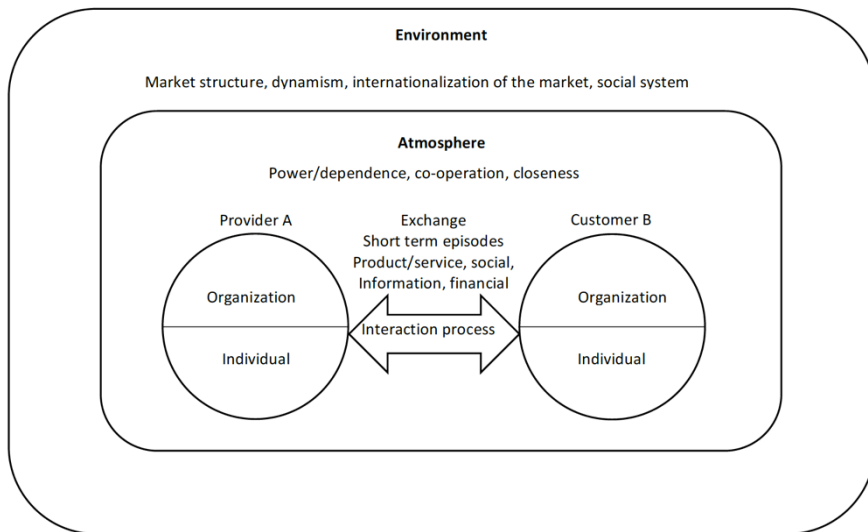 Environment
Market structure, dynamism, internationalization of the market, social system
Atmosphere
Power/dependence, co-operation, closeness
Provider A
Exchange
Customer B
Short term episodes
Product/service, social,
Information, financial
Organization
Organization
Interaction process
Individual
Individual